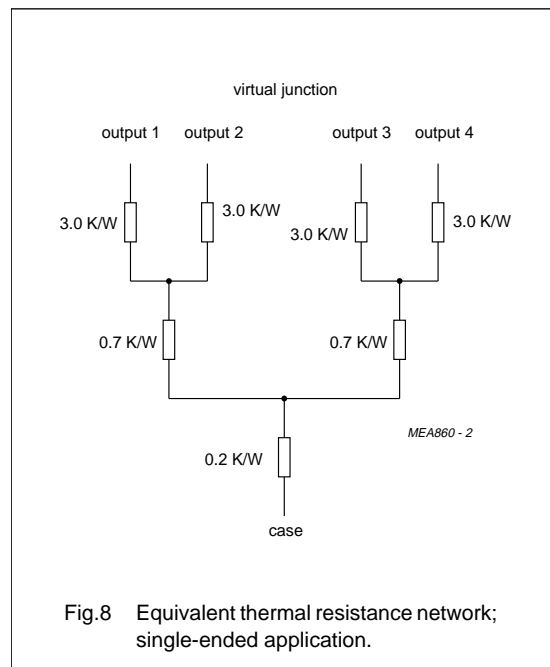 virtual junction
output 1 output 2 output 3 output 4
3.0 K/W 3.0 K/W 3.0 K/W 3.0 K/W
0.7 K/W 0.7 K/W
MEA860 - 2
0.2 K/W
case
Fig.8 Equivalent thermal resistance network;
single-ended application.